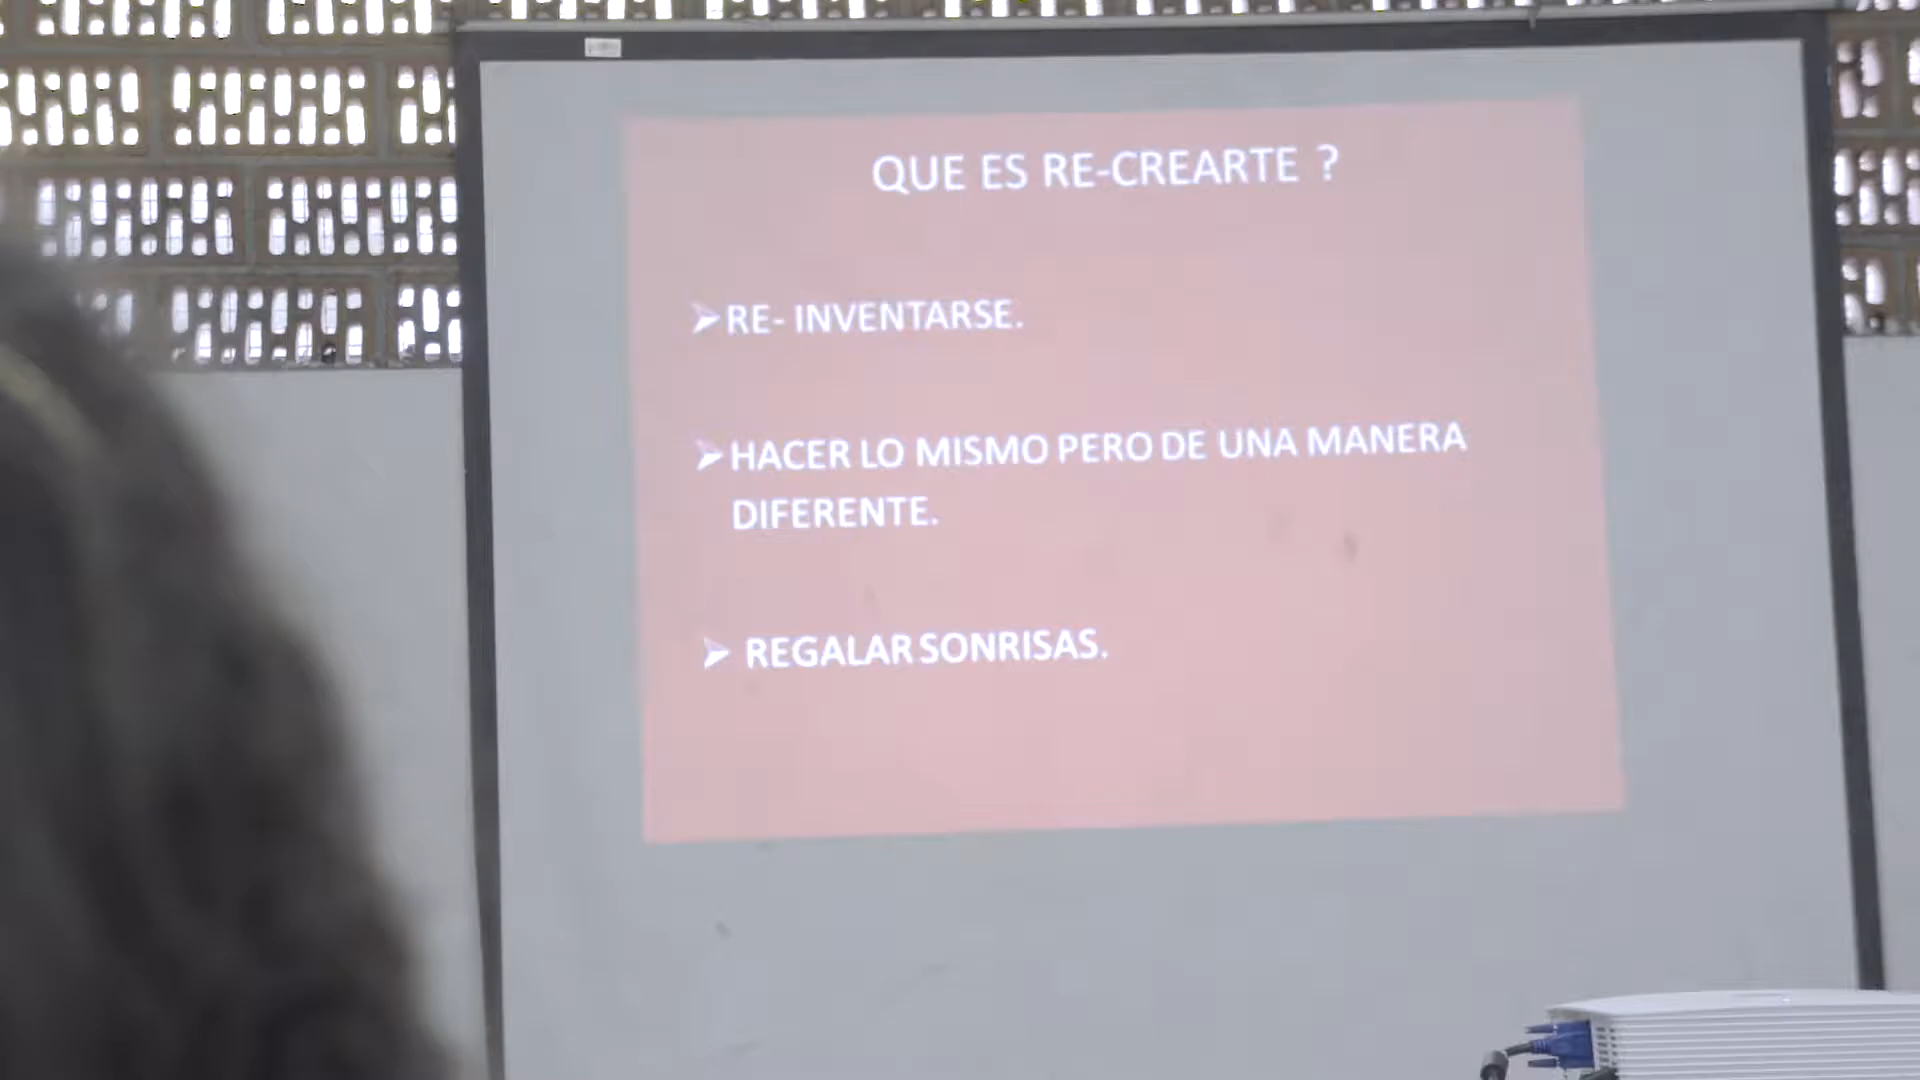 QUE ES RE-CREARTE ?
➢RE- INVENTARSE.
➢HACER LO MISMO PERO DE UNA MANERA
DIFERENTE.
➢ REGALAR SONRISAS.